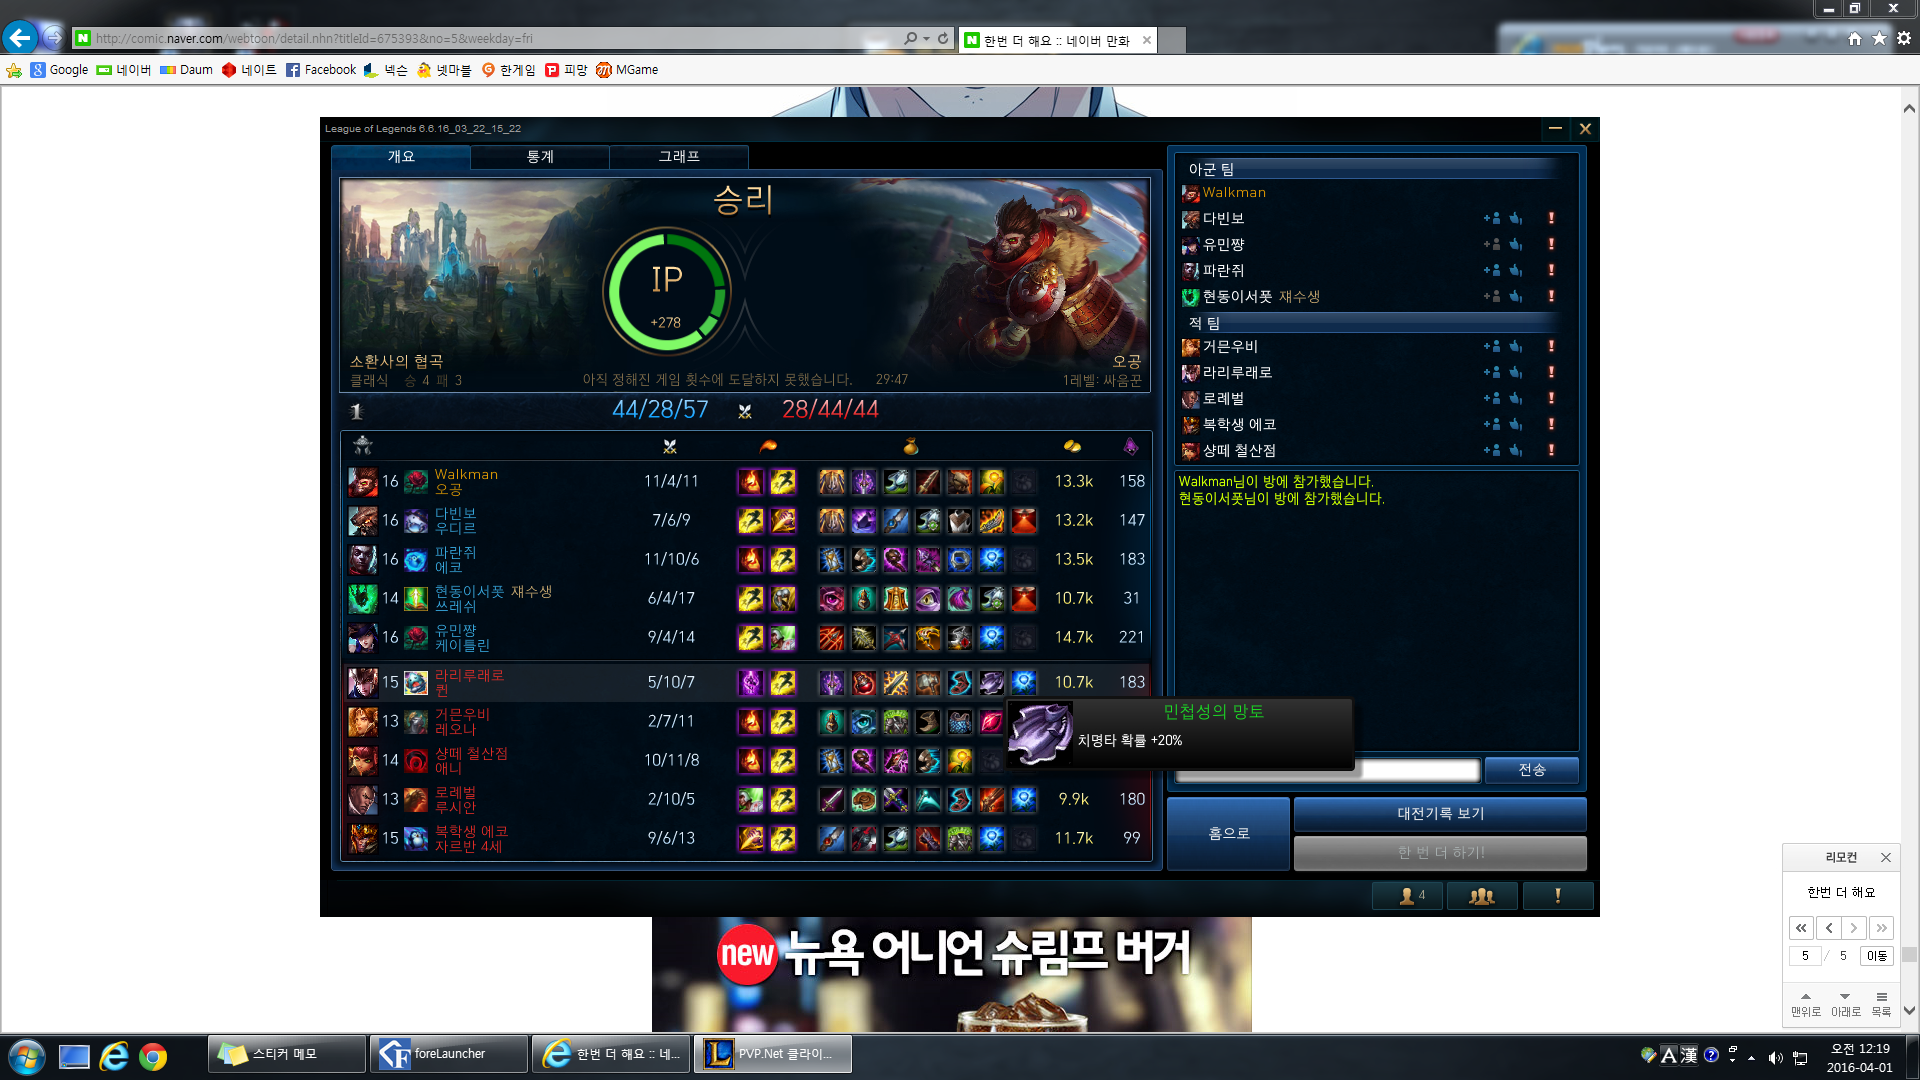 http://comic.naver.com/webtoon/detail.nhn?titleId=675393&no=5&weekday=fri
한번 더 해요 :: 네이버 만화
Google 네이버 Daum 네이트 Facebook 넥슨 넷마블 한게임 피망 MGame
League of Legends 6.6.16_03_22_15_22
개요 통계 그래프
승리
IP
+278
소환사의 협곡
클래식 승 4 패 3
아직 정해진 게임 횟수에 도달하지 못했습니다. 29:47
오공
1레벨: 싸움꾼
1 44/28/57 28/44/44
16 Walkman 오공 11/4/11 13.3k 158
16 다빈보 우디르 7/6/9 13.2k 147
16 파란쥐 에코 11/10/6 13.5k 183
14 현동이서폿 쟤수생 쓰레쉬 6/4/17 10.7k 31
16 유민쨩 케이틀린 9/4/14 14.7k 221
15 라리루래로 퀸 5/10/7 10.7k 183
13 거믄우비 레오나 2/7/11
14 샹떼 철산점 애니 10/11/8
13 로례벌 루시안 2/10/5 9.9k 180
15 복학생 에코 자르반 4세 9/6/13 11.7k 99
민첩성의 망토
치명타 확률 +20%
아군 팀
Walkman
다빈보
유민쨩
파란쥐
현동이서폿 쟤수생
적 팀
거믄우비
라리루래로
로례벌
복학생 에코
샹떼 철산점
Walkman님이 방에 참가했습니다.
현동이서폿님이 방에 참가했습니다.
전송
홈으로
대전기록 보기
한 번 더 하기!
4
new 뉴욕 어니언 슈림프 버거
리모컨
한번 더 해요
5 / 5 이동
맨위로 아래로 목록
스티커 메모
foreLauncher
한번 더 해요 :: 네...
PVP.Net 클라이...
A 漢
오전 12:19
2016-04-01